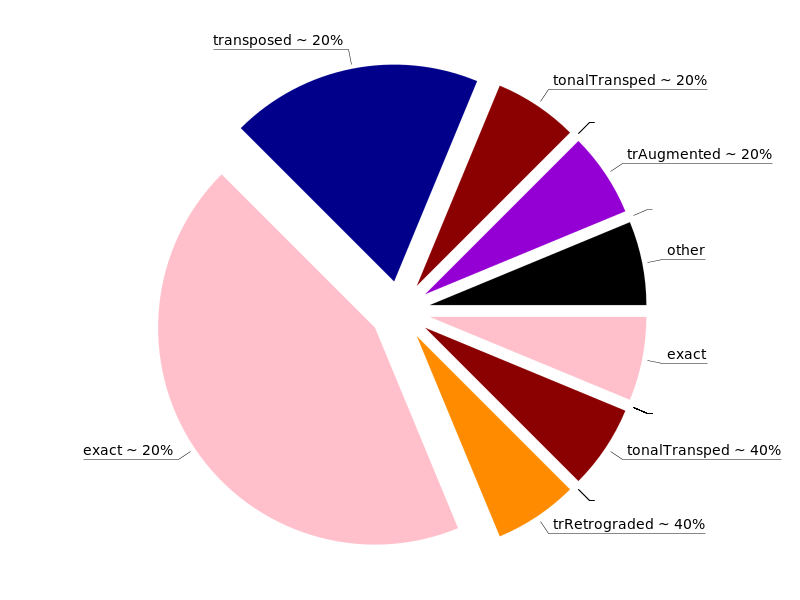 transposed ~ 20%
tonalTransped ~ 20%
trAugmented ~ 20%
other
exact
exact ~ 20%
tonalTransped ~ 40%
trRetrograded ~ 40%